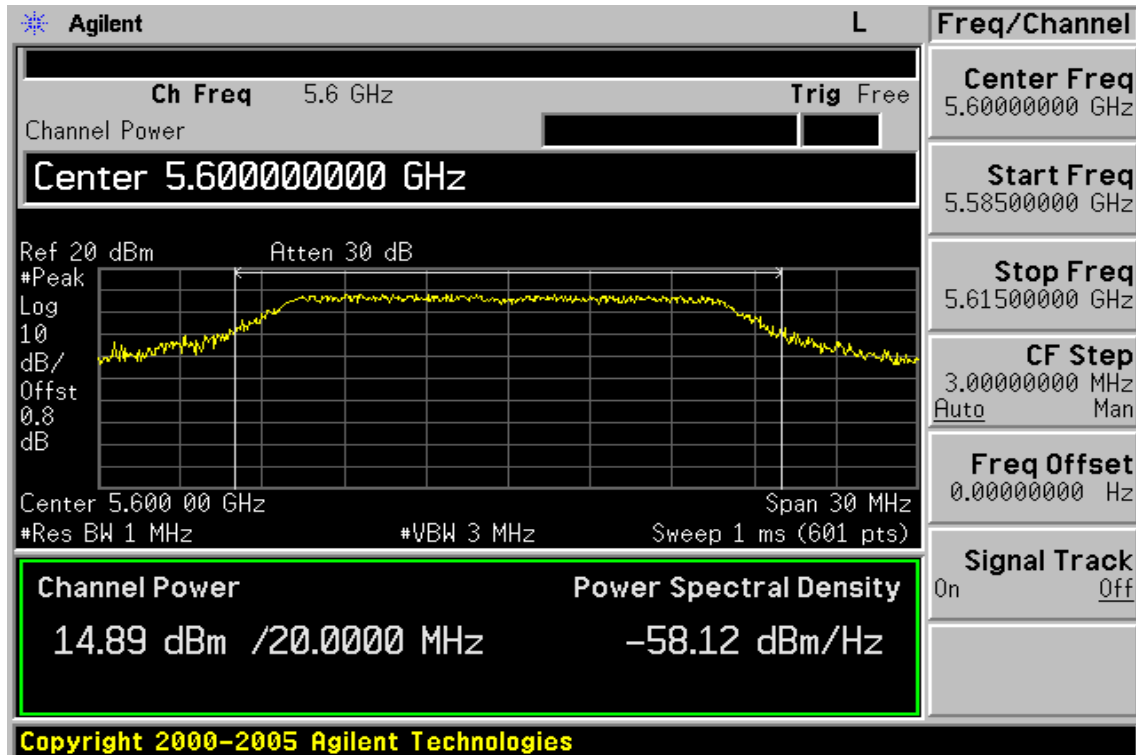 Agilent L Freq/Channel
Ch Freq 5.6 GHz Trig Free
Channel Power
Center 5.600000000 GHz
Ref 20 dBm Atten 30 dB
#Peak
Log
10
dB/
Offst
0.8
dB
Center 5.600 00 GHz Span 30 MHz
#Res BW 1 MHz #VBW 3 MHz Sweep 1 ms (601 pts)
Channel Power Power Spectral Density
14.89 dBm /20.0000 MHz -58.12 dBm/Hz
Copyright 2000-2005 Agilent Technologies
Center Freq
5.60000000 GHz
Start Freq
5.58500000 GHz
Stop Freq
5.61500000 GHz
CF Step
3.00000000 MHz
Auto Man
Freq Offset
0.00000000 Hz
Signal Track
On Off